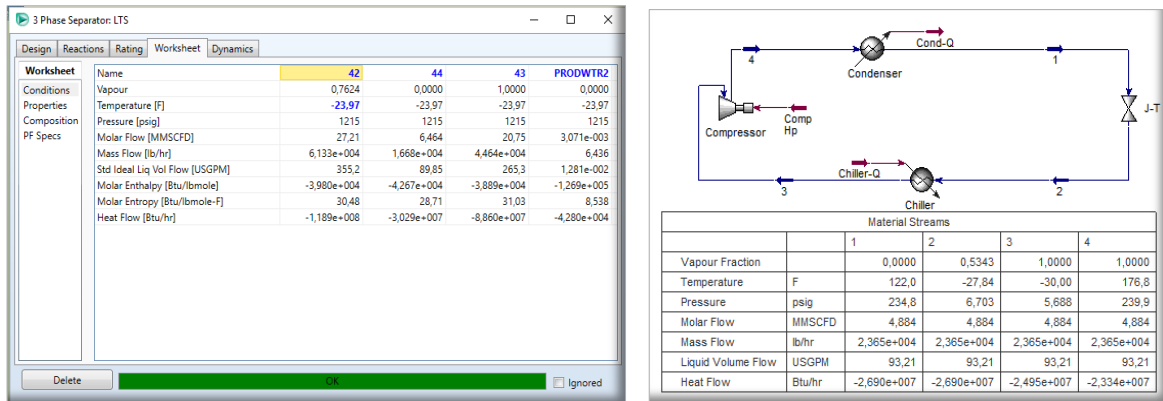 3 Phase Separator: LTS
Design Reactions Rating Worksheet Dynamics
Worksheet
Conditions
Properties
Composition
PF Specs
Name 42 44 43 PRODWTR2
Vapour 0,7624 0,0000 1,0000 0,0000
Temperature [F] -23,97 -23,97 -23,97 -23,97
Pressure [psig] 1215 1215 1215 1215
Molar Flow [MMSCFD] 27,21 6,464 20,75 3,071e-003
Mass Flow [lb/hr] 6,133e+004 1,668e+004 4,464e+004 6,436
Std Ideal Liq Vol Flow [USGPM] 355,2 89,85 265,3 1,281e-002
Molar Enthalpy [Btu/lbmole] -3,980e+004 -4,267e+004 -3,889e+004 -1,269e+005
Molar Entropy [Btu/lbmole-F] 30,48 28,71 31,03 8,538
Heat Flow [Btu/hr] -1,189e+008 -3,029e+007 -8,860e+007 -4,280e+004
Delete
OK
Ignored
4
Cond-Q
Condenser
1
J-T
Compressor
Comp
Hp
Chiller-Q
3
Chiller
2
Material Streams
1 2 3 4
Vapour Fraction 0,0000 0,5343 1,0000 1,0000
Temperature F 122,0 -27,84 -30,00 176,8
Pressure psig 234,8 6,703 5,688 239,9
Molar Flow MMSCFD 4,884 4,884 4,884 4,884
Mass Flow lb/hr 2,365e+004 2,365e+004 2,365e+004 2,365e+004
Liquid Volume Flow USGPM 93,21 93,21 93,21 93,21
Heat Flow Btu/hr -2,690e+007 -2,690e+007 -2,495e+007 -2,334e+007